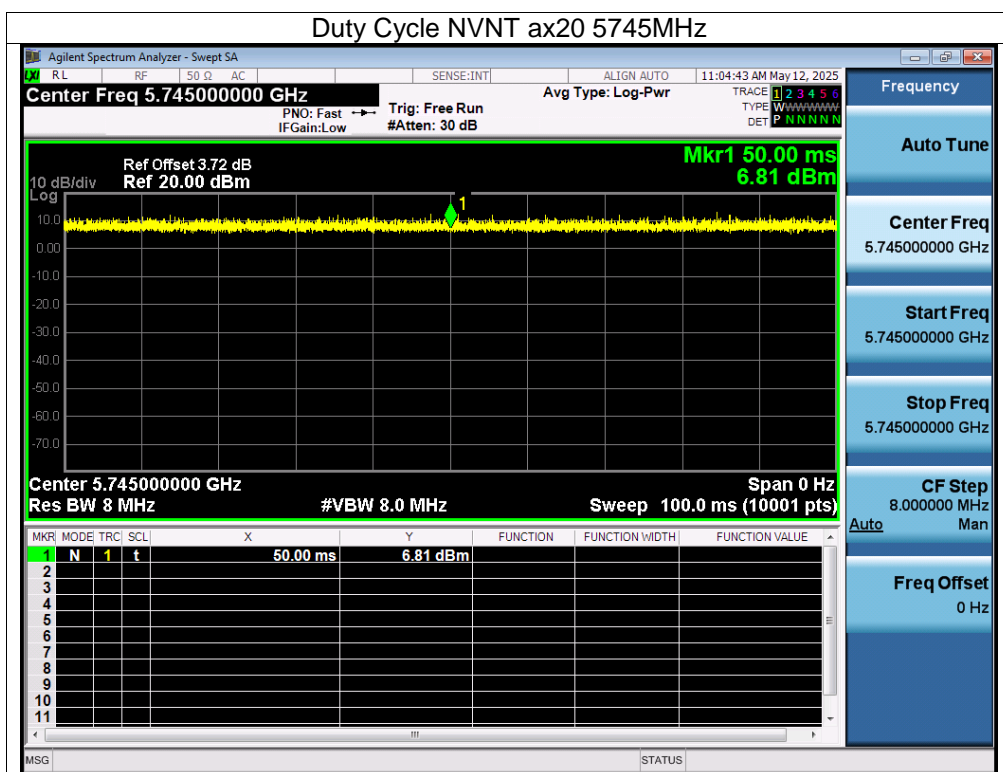 Duty Cycle NVNT ax20 5745MHz
Agilent Spectrum Analyzer - Swept SA
LXI RL RF 50 Ω AC SENSE:INT ALIGN AUTO 11:04:43 AM May 12, 2025
Center Freq 5.745000000 GHz Avg Type: Log-Pwr TRACE 1 2 3 4 5 6
PNO: Fast Trig: Free Run TYPE WWWWWW
IFGain:Low #Atten: 30 dB DET P N N N N N
Frequency
Auto Tune
Center Freq
5.745000000 GHz
Start Freq
5.745000000 GHz
Stop Freq
5.745000000 GHz
CF Step
8.000000 MHz
Auto Man
Freq Offset
0 Hz
Mkr1 50.00 ms
6.81 dBm
Ref Offset 3.72 dB
10 dB/div Ref 20.00 dBm
Log
1
10.0
0.00
-10.0
-20.0
-30.0
-40.0
-50.0
-60.0
-70.0
Center 5.745000000 GHz Span 0 Hz
Res BW 8 MHz #VBW 8.0 MHz Sweep 100.0 ms (10001 pts)
MKR MODE TRC SCL X Y FUNCTION FUNCTION WIDTH FUNCTION VALUE
1 N 1 t 50.00 ms 6.81 dBm
2
3
4
5
6
7
8
9
10
11
MSG STATUS